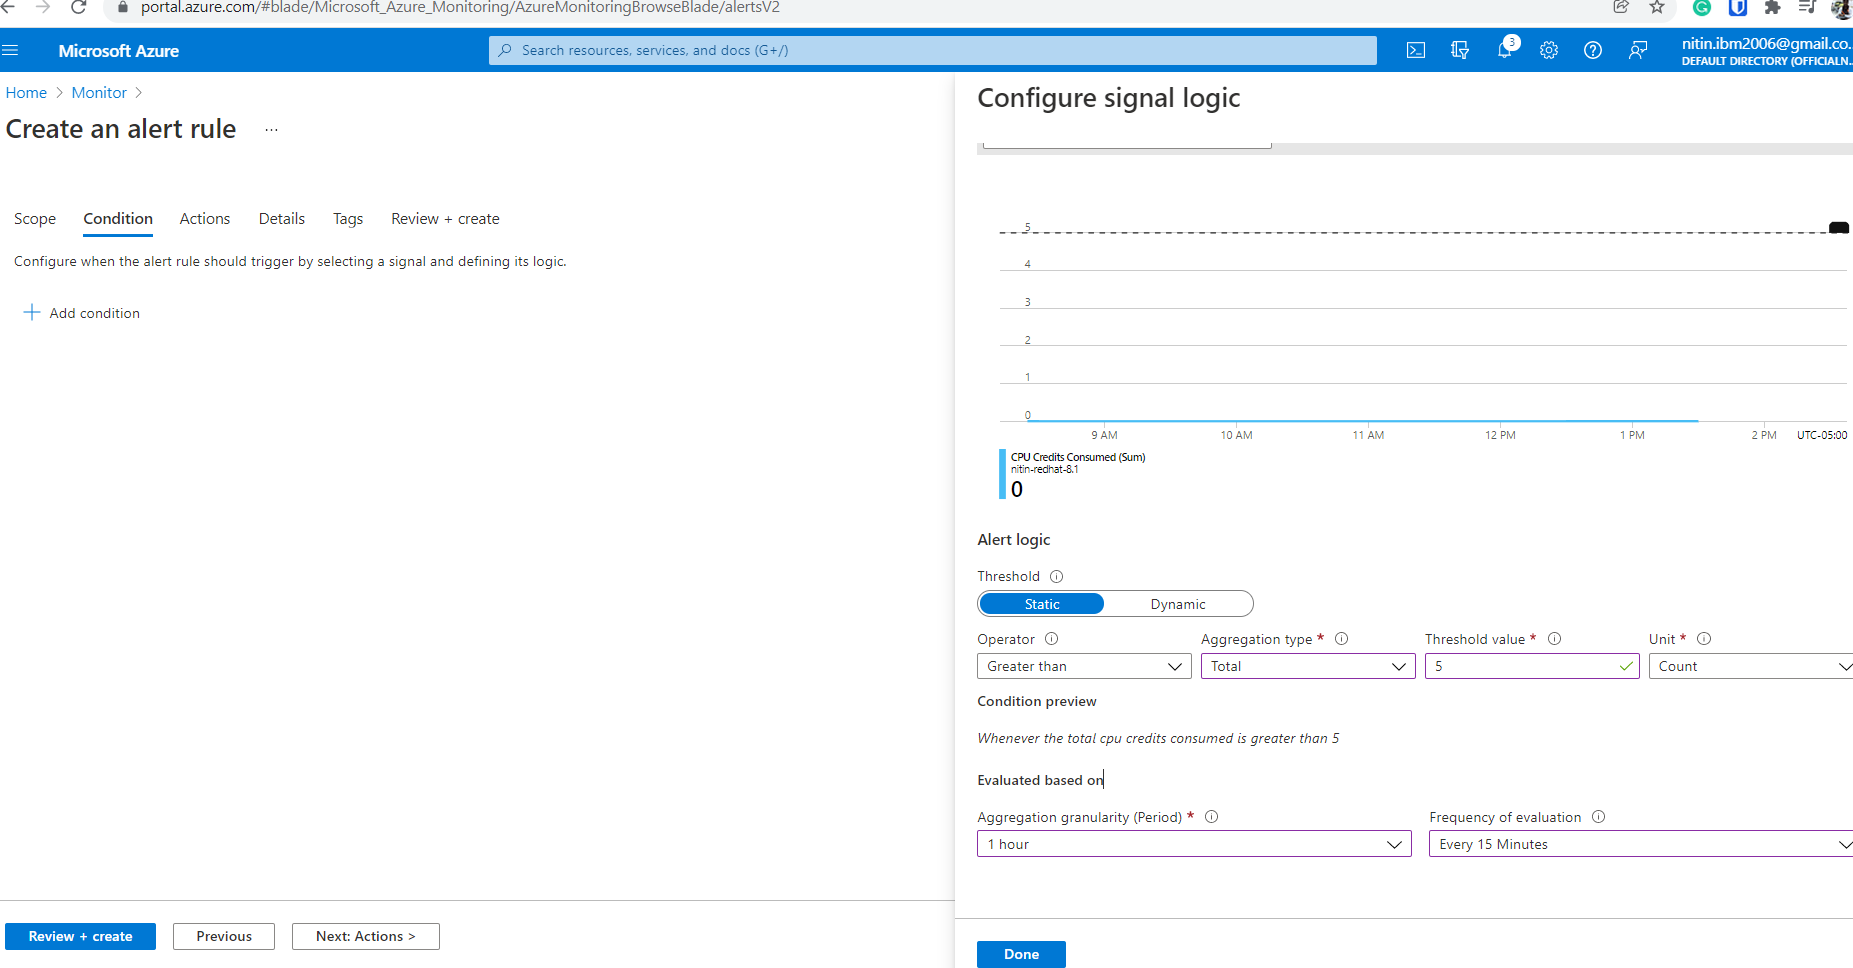 portal.azure.com/#blade/Microsoft_Azure_Monitoring/AzureMonitoringBrowseBlade/alertsV2
Microsoft Azure
Search resources, services, and docs (G+/)
3
nitin.ibm2006@gmail.co...
DEFAULT DIRECTORY (OFFICIALN...
Home > Monitor >
Create an alert rule ...
Scope Condition Actions Details Tags Review + create
Configure when the alert rule should trigger by selecting a signal and defining its logic.
+ Add condition
Review + create Previous Next: Actions >
Configure signal logic
5
4
3
2
1
0
9 AM 10 AM 11 AM 12 PM 1 PM 2 PM UTC-05:00
CPU Credits Consumed (Sum)
nitin-redhat-8.1
0
Alert logic
Threshold
Static Dynamic
Operator Aggregation type * Threshold value * Unit *
Greater than Total 5 Count
Condition preview
Whenever the total cpu credits consumed is greater than 5
Evaluated based on
Aggregation granularity (Period) * Frequency of evaluation
1 hour Every 15 Minutes
Done